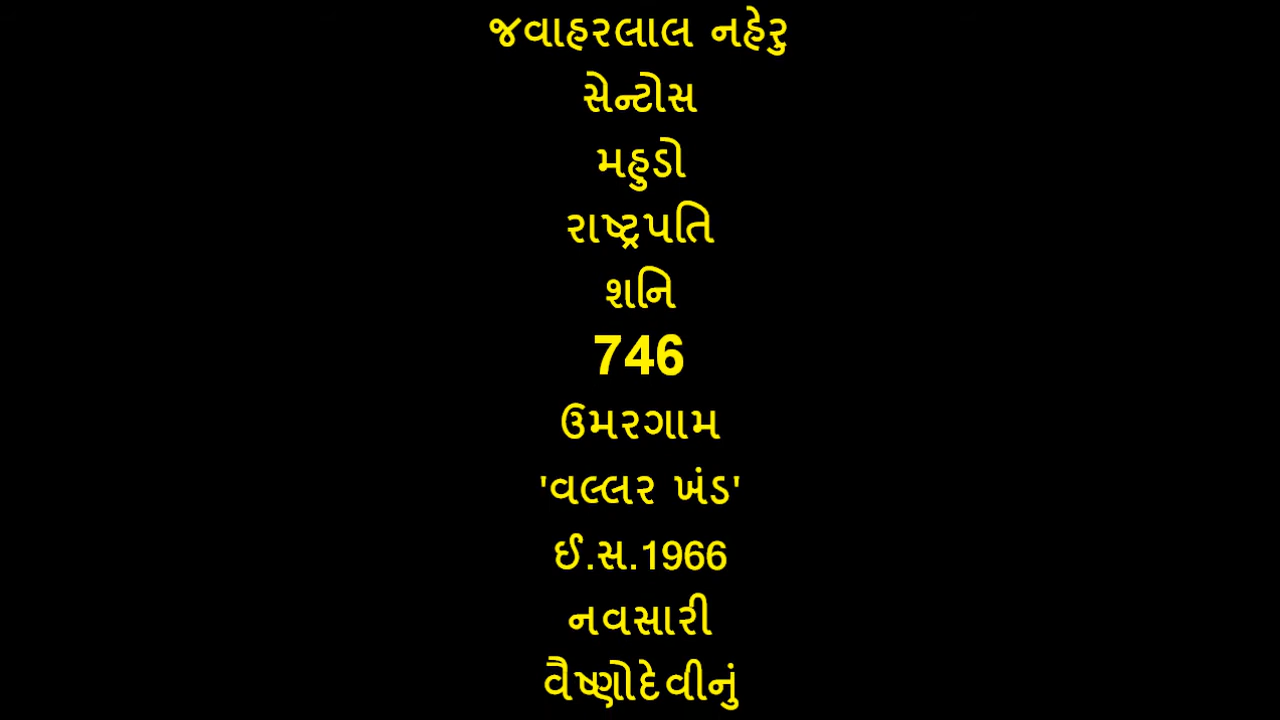 જવાહરલાલ નહેરુ
સેન્ટોસ
મહુડો
રાષ્ટ્રપતિ
શનિ
746
ઉમરગામ
'વલ્લર ખંડ'
ઈ.સ.1966
નવસારી
વૈષ્ણોદેવીનું